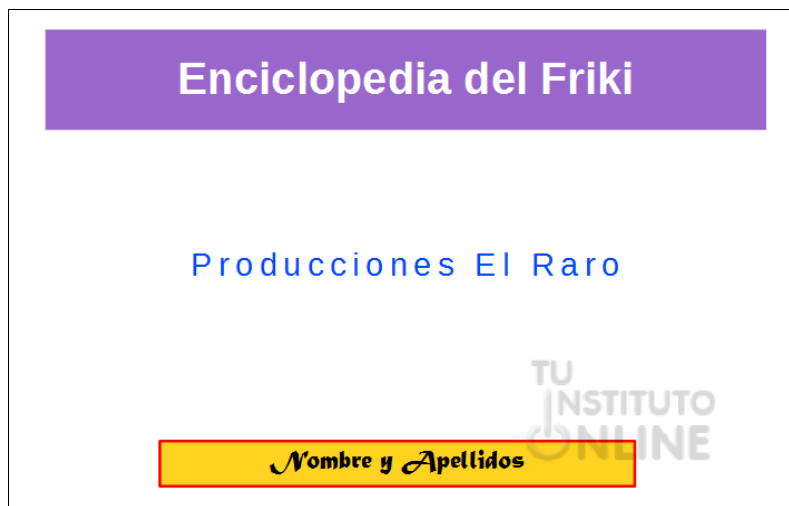 Enciclopedia del Friki
Producciones El Raro
TU
INSTITUTO
ONLINE
Nombre y Apellidos